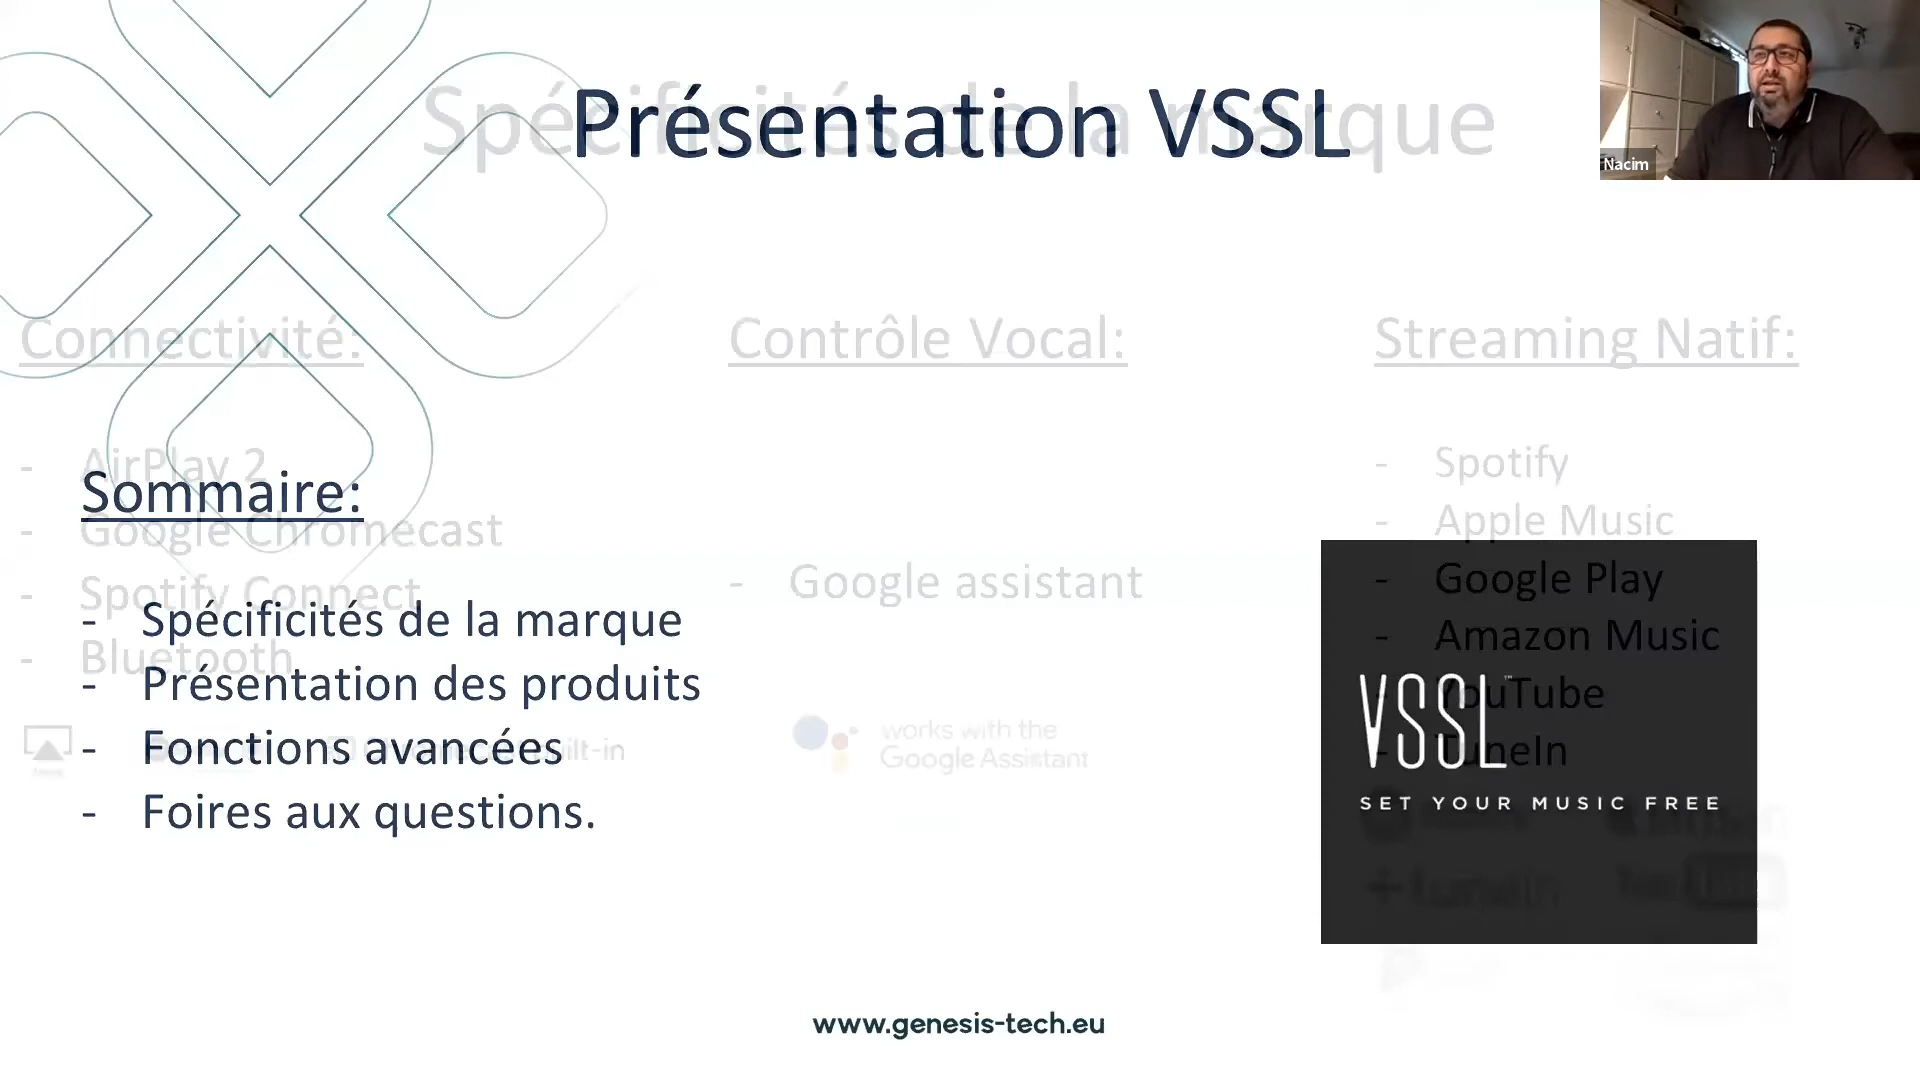 Présentation VSSL
Spécificités de la marque
Nacim
Connectivité:
Contrôle Vocal:
Streaming Natif:
- AirPlay 2
- Google Chromecast
- Spotify Connect
- Bluetooth
- Google assistant
works with the
Google Assistant
- Spotify
- Apple Music
- Google Play
- Amazon Music
- YouTube
- TuneIn
tunein
Sommaire:
- Spécificités de la marque
- Présentation des produits
- Fonctions avancées
- Foires aux questions.
VSSL™
SET YOUR MUSIC FREE
www.genesis-tech.eu